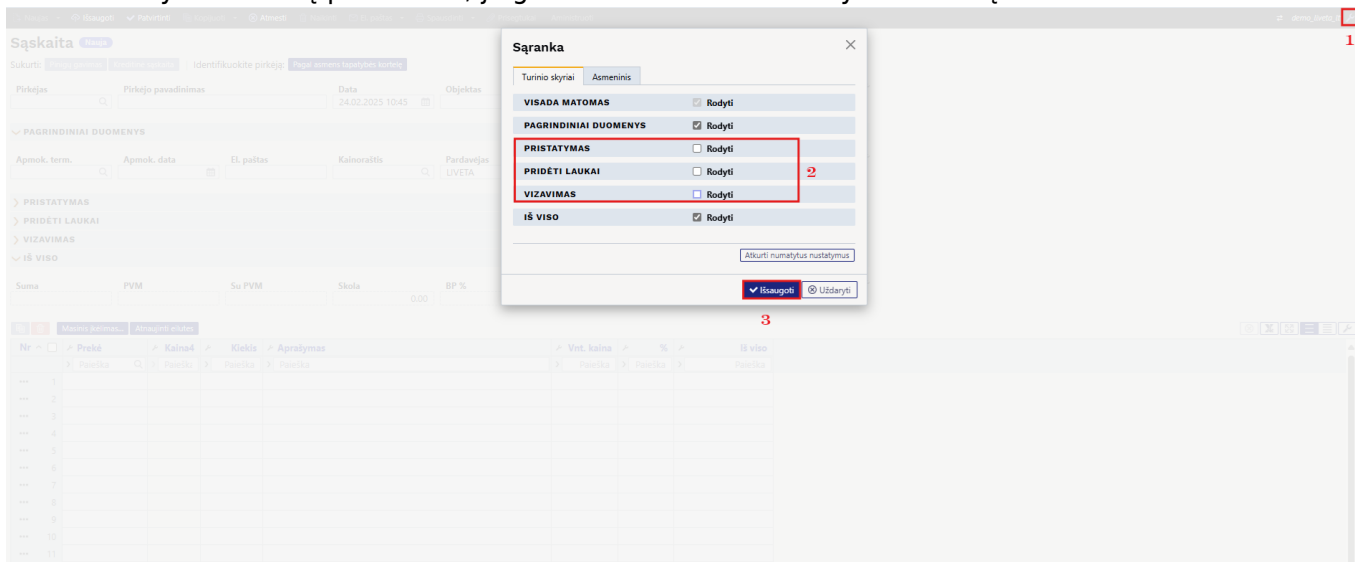 Išsaugoti Patvirtinti Atmesti
demo_liveta_lt
1
Sąskaita Nauja
Sukurti: Identifikuokite pirkėją: Pagal asmens tapatybės kortelę
Pirkėjas Pirkėjo pavadinimas Data Objektas
24.02.2025 10:45
PAGRINDINIAI DUOMENYS
Apmok. term. Apmok. data El. paštas Kainoraštis Pardavėjas
LIVETA
PRISTATYMAS
PRIDĖTI LAUKAI
VIZAVIMAS
IŠ VISO
Suma PVM Su PVM Skola BP %
0.00
Sąranka
Turinio skyriai Asmeninis
VISADA MATOMAS Rodyti
PAGRINDINIAI DUOMENYS Rodyti
PRISTATYMAS Rodyti
PRIDĖTI LAUKAI Rodyti
2
VIZAVIMAS Rodyti
IŠ VISO Rodyti
Atkurti numatytus nustatymus
Išsaugoti Uždaryti
3
Masinis įkėlimas... Atnaujinti eilutes
Nr Prekė Kaina4 Kiekis Aprašymas Vnt. kaina % Iš viso
Paieška Paieška Paieška Paieška Paieška Paieška Paieška
1
2
3
4
5
6
7
8
9
10
11